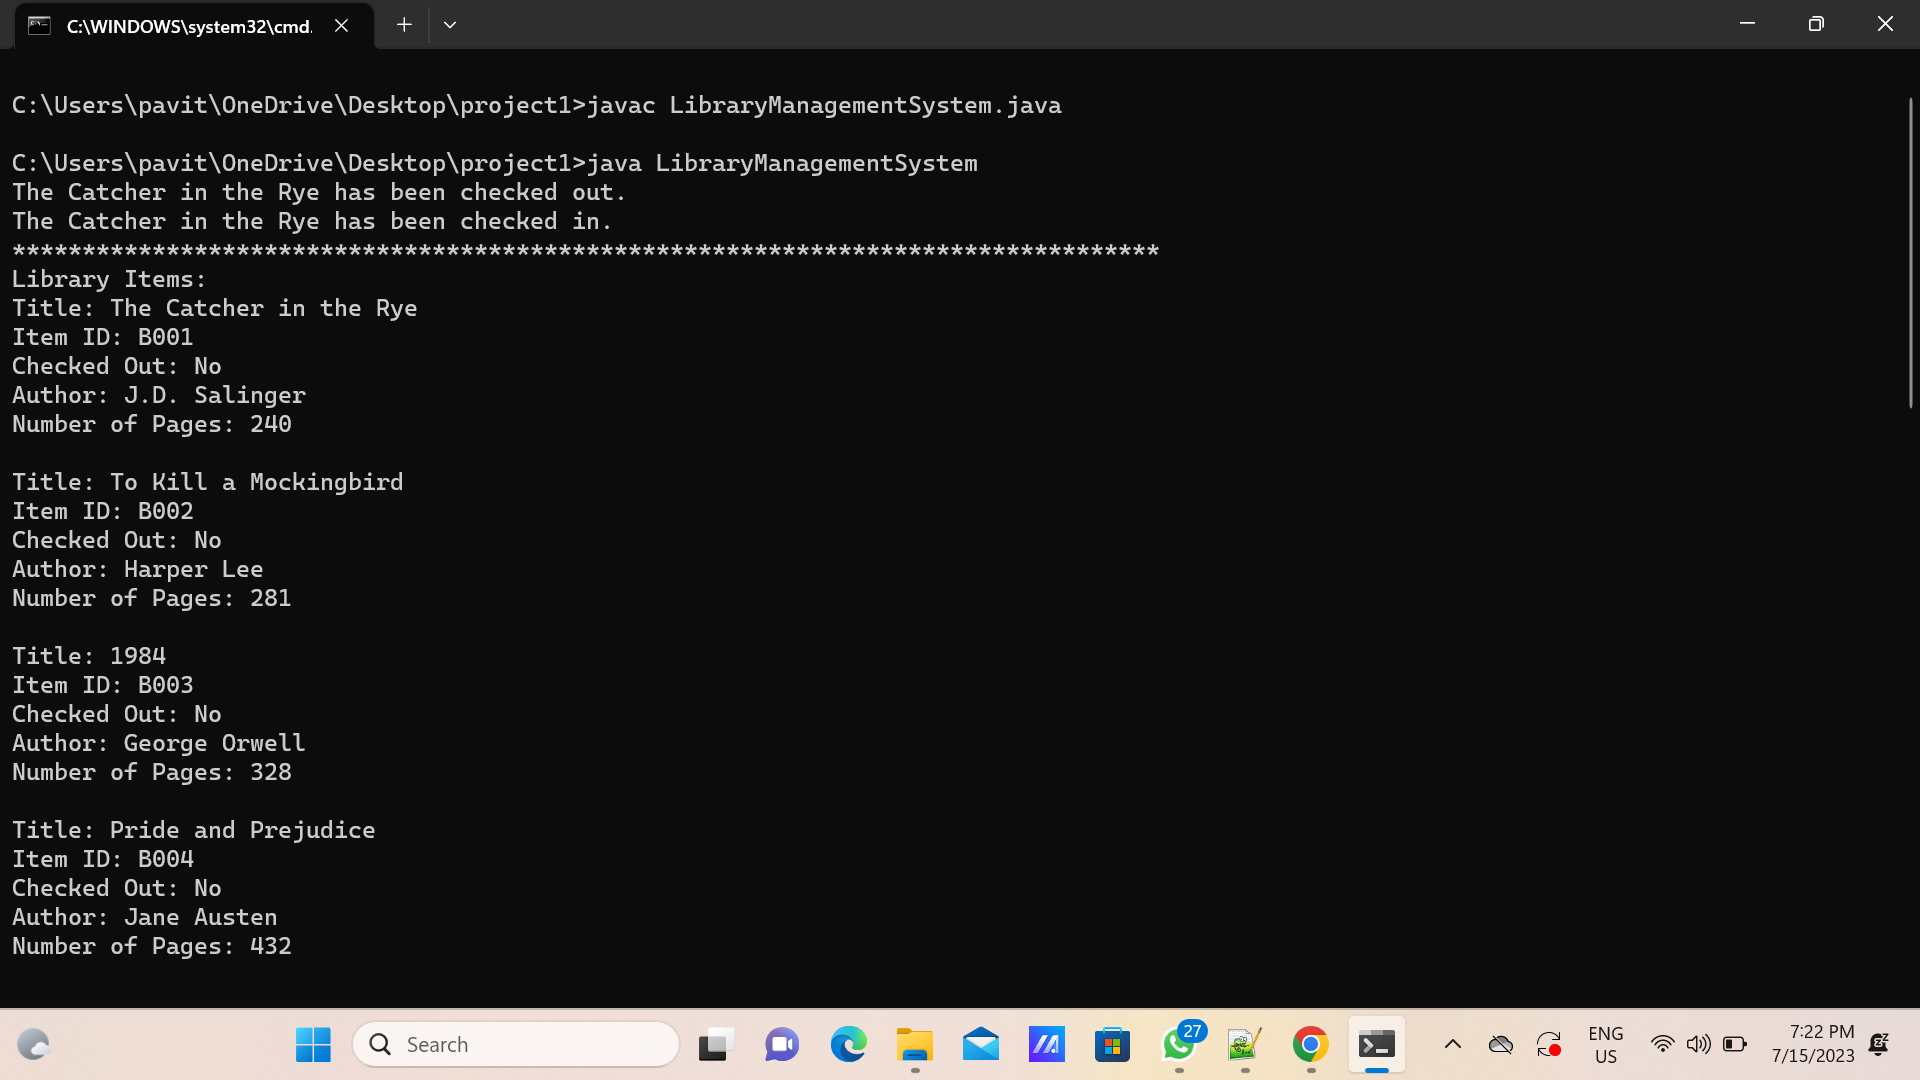 C:\WINDOWS\system32\cmd.
C:\Users\pavit\OneDrive\Desktop\project1>javac LibraryManagementSystem.java
C:\Users\pavit\OneDrive\Desktop\project1>java LibraryManagementSystem
The Catcher in the Rye has been checked out.
The Catcher in the Rye has been checked in.
**********************************************************************************
Library Items:
Title: The Catcher in the Rye
Item ID: B001
Checked Out: No
Author: J.D. Salinger
Number of Pages: 240
Title: To Kill a Mockingbird
Item ID: B002
Checked Out: No
Author: Harper Lee
Number of Pages: 281
Title: 1984
Item ID: B003
Checked Out: No
Author: George Orwell
Number of Pages: 328
Title: Pride and Prejudice
Item ID: B004
Checked Out: No
Author: Jane Austen
Number of Pages: 432
Search
27
ENG
US
7:22 PM
7/15/2023